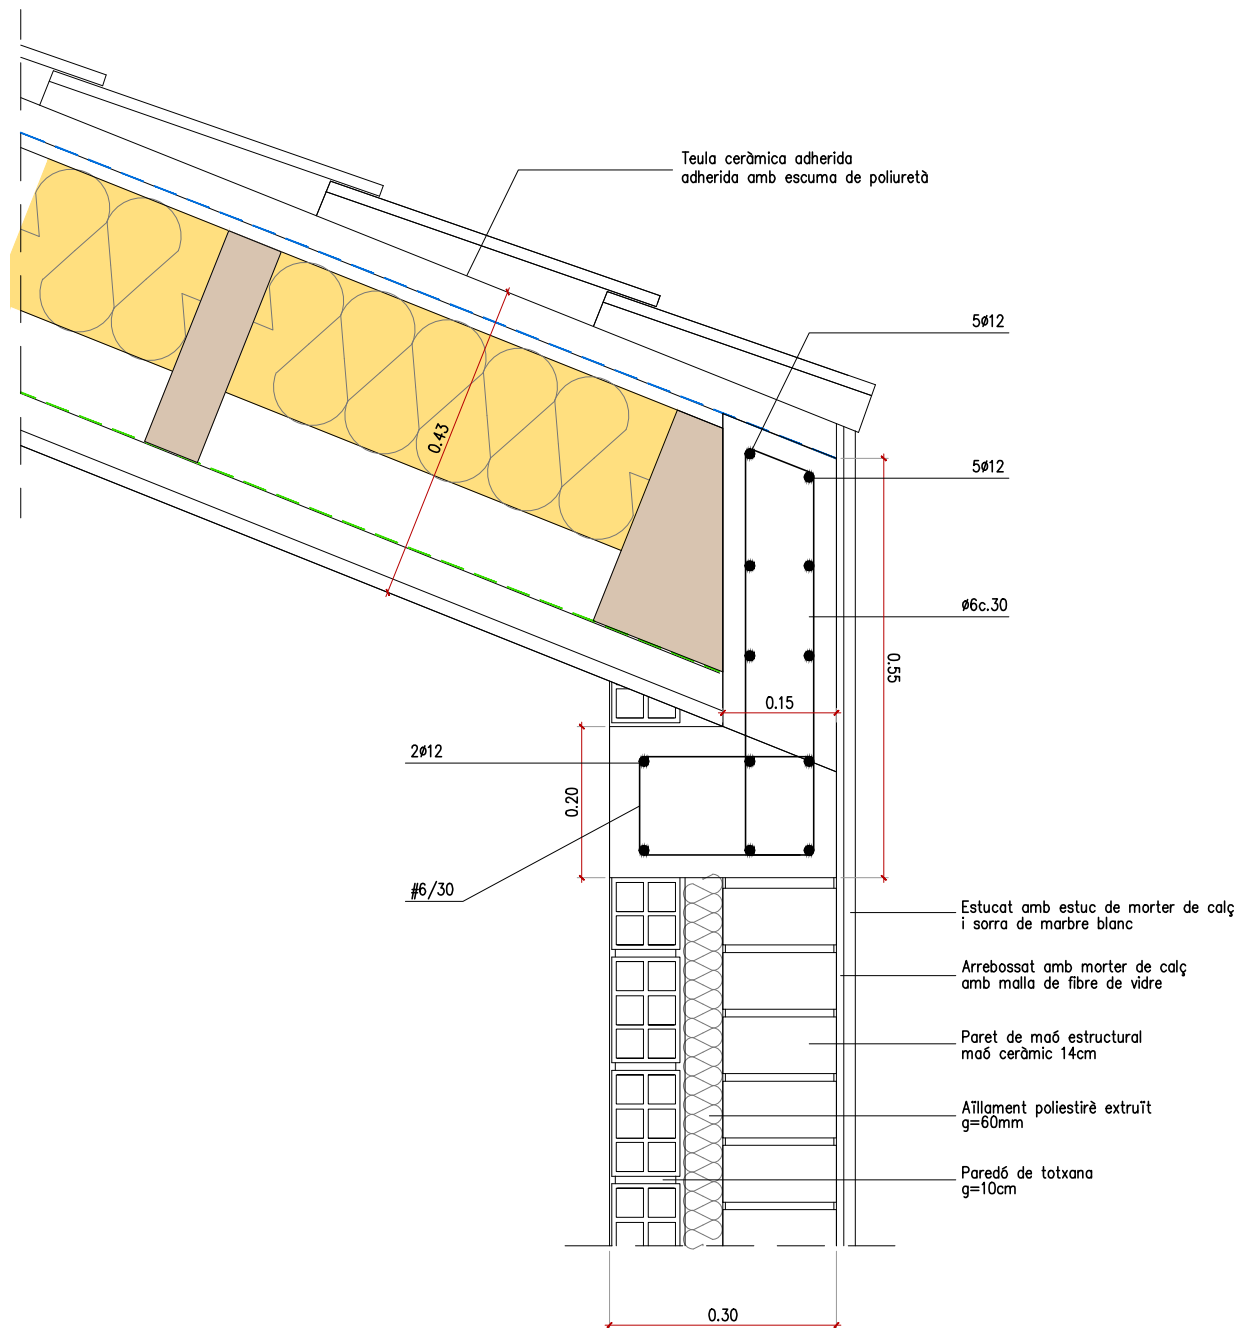 Teula ceràmica adherida
adherida amb escuma de poliuretà
5ø12
0.43
5ø12
ø6c.30
0.55
0.15
2ø12
0.20
#6/30
Estucat amb estuc de morter de calç
i sorra de marbre blanc
Arrebossat amb morter de calç
amb malla de fibre de vidre
Paret de maó estructural
maó ceràmic 14cm
Aïllament poliestirè extruït
g=60mm
Paredó de totxana
g=10cm
0.30